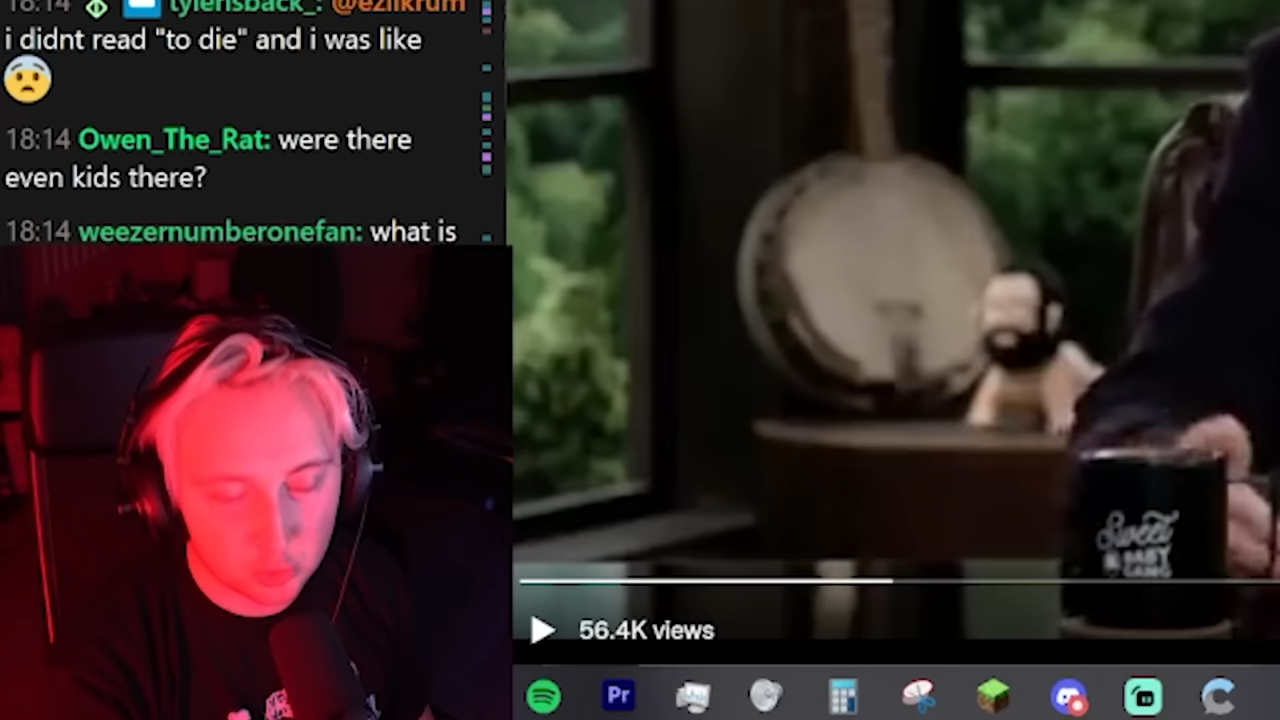 18:14 tylerisback_: @ezlikrum
i didnt read "to die" and i was like
18:14 Owen_The_Rat: were there
even kids there?
18:14 weezernumberonefan: what is
Sweet
BABY
GANG
56.4K views
Pr